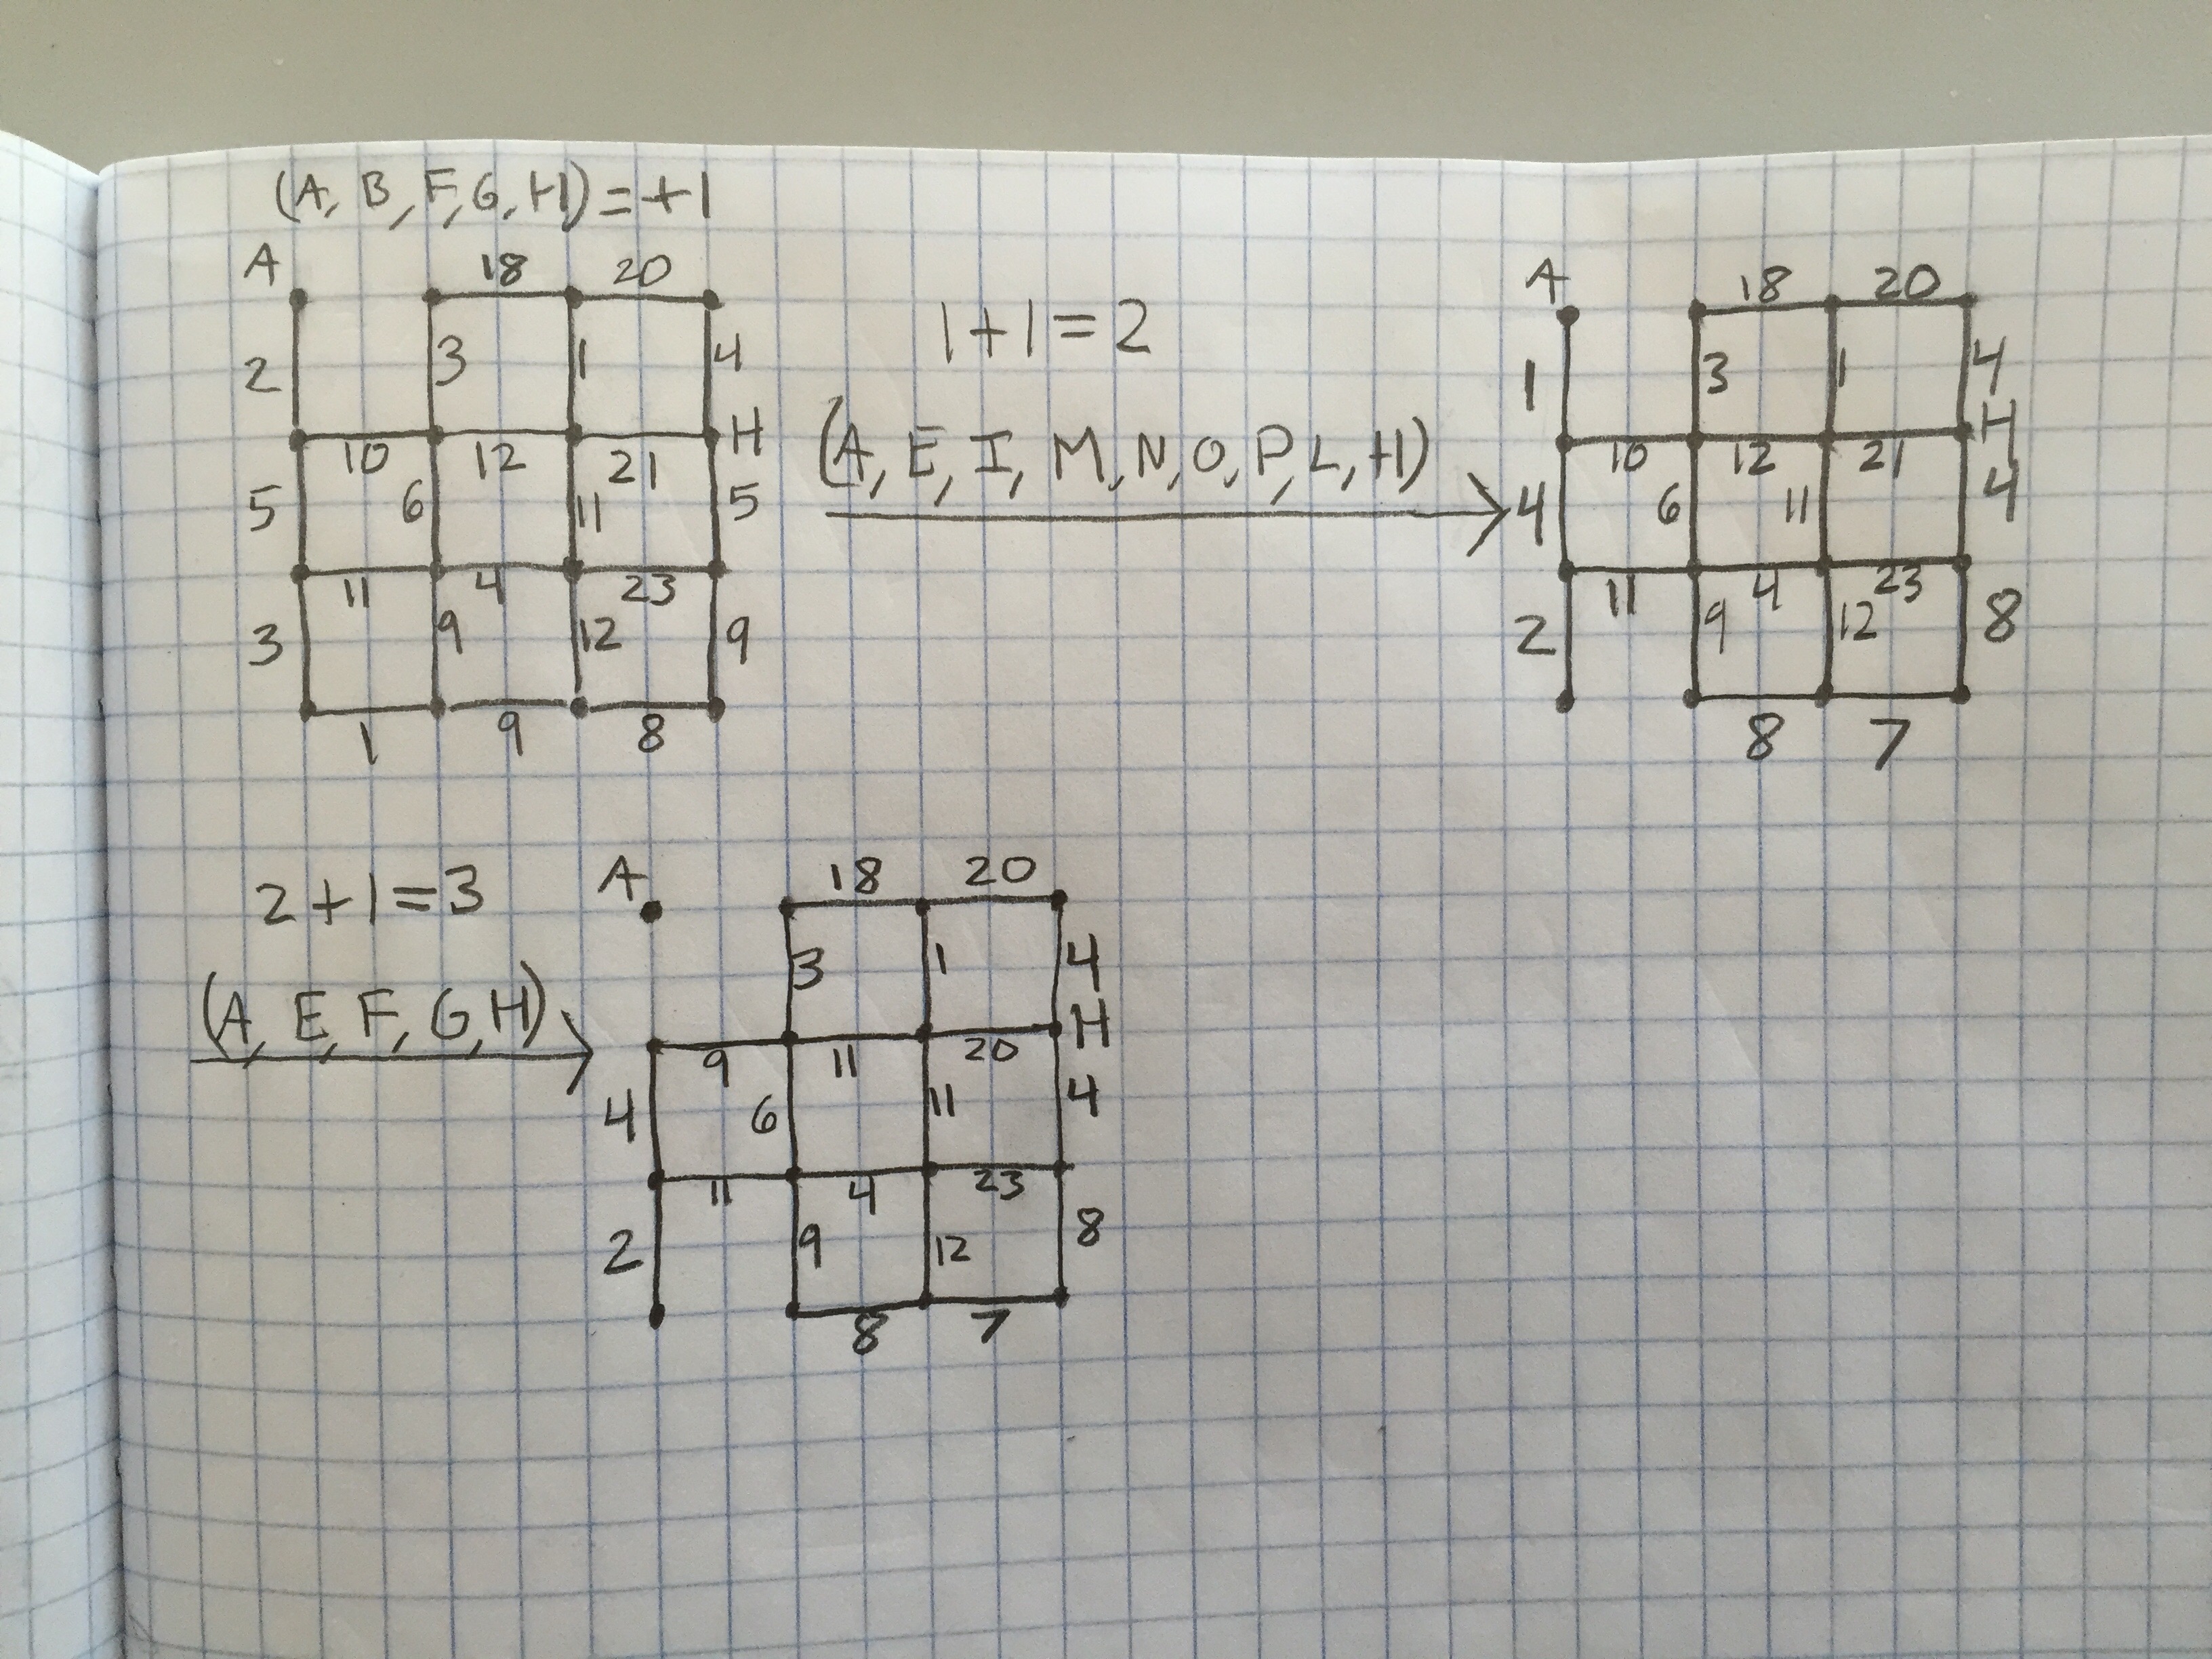 (A, B, F, G, H) = +1
A 18 20
2 3 1 4
10 12 21 H
5 6 11 5
11 4 23
3 9 12 9
1 9 8
1+1=2
(A, E, I, M, N, O, P, L, H)
A 18 20
1 3 1 4
10 12 21 H
4 6 11 4
11 4 23
2 9 12 8
8 7
2+1=3
(A, E, F, G, H)
A 18 20
3 1 4
9 11 20 H
4 6 11 4
11 4 23
2 9 12 8
8 7